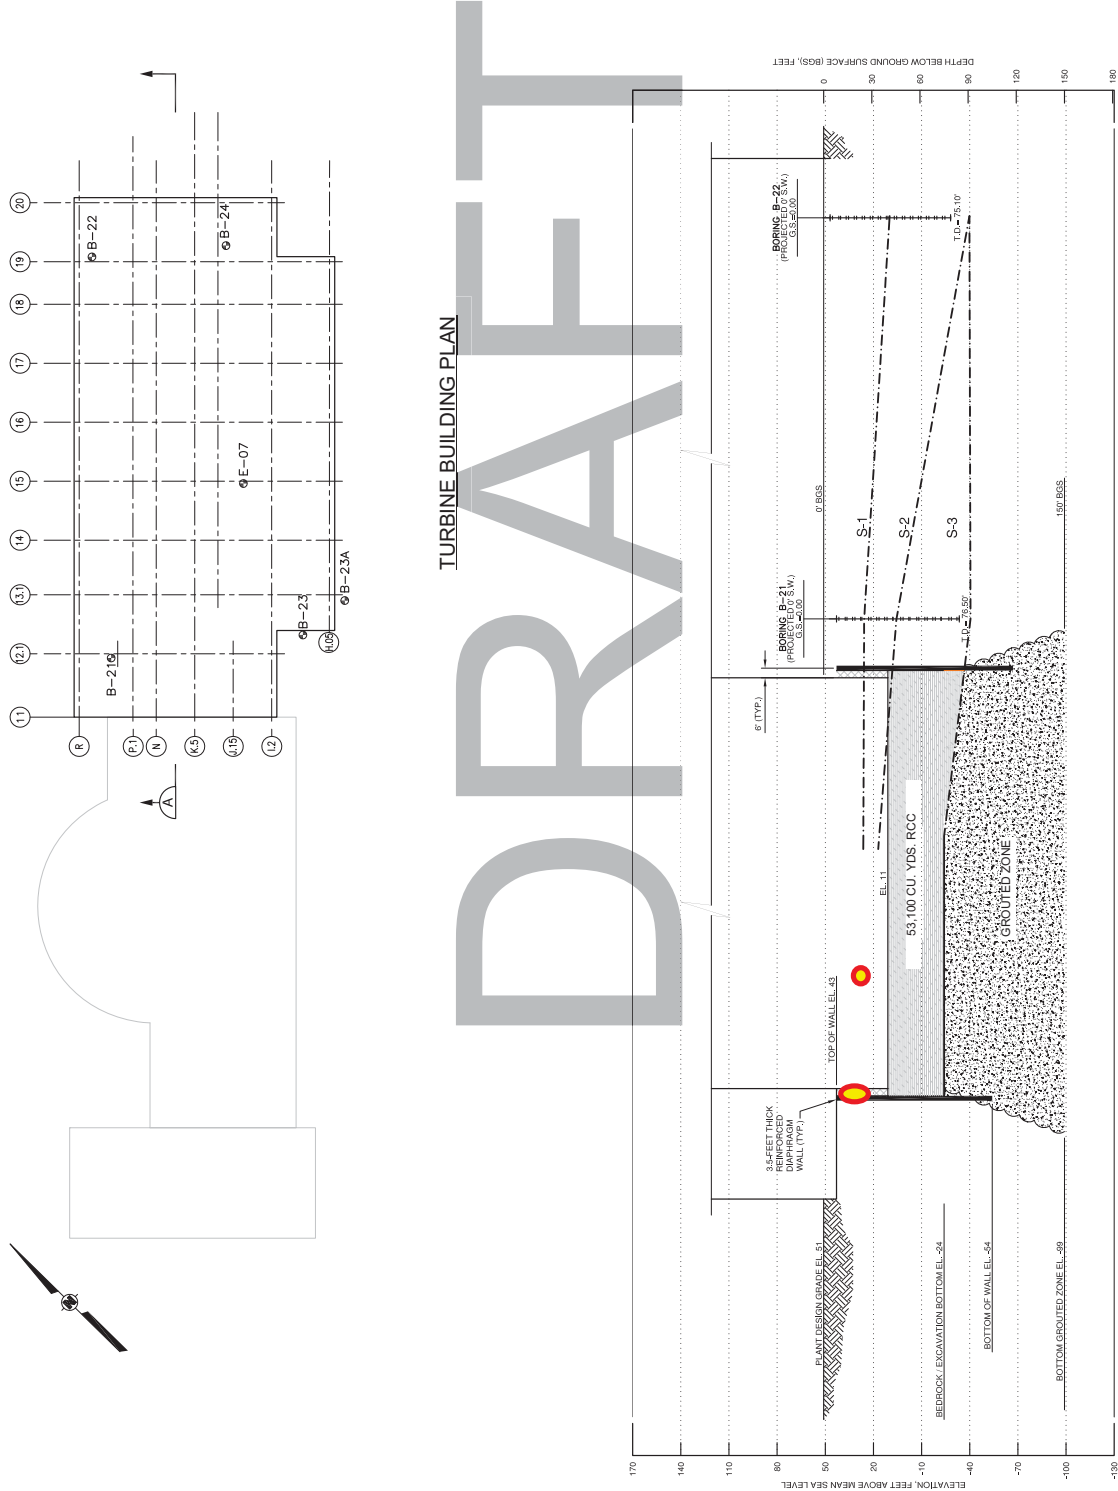 20
19
18
17
16
15
14
13.1
12.1
11
R
P.1
N
K.5
J.15
I.2
H.05
B-22
B-24
E-07
B-23A
B-23
B-21
A
N
TURBINE BUILDING PLAN
DRAFT
DEPTH BELOW GROUND SURFACE (BGS), FEET
0
30
60
90
120
150
180
BORING B-22
(PROJECTED 0' S.W.)
G.S.=0.00
T.D.= 75.10'
0' BGS
150' BGS
S-1
S-2
S-3
BORING B-21
(PROJECTED 0' S.W.)
G.S.=0.00
T.D.= 76.50'
6' (TYP.)
EL. 11
53,100 CU. YDS. RCC
GROUTED ZONE
TOP OF WALL EL. 43
3.5-FEET THICK
REINFORCED
DIAPHRAGM
WALL (TYP.)
PLANT DESIGN GRADE EL. 51
BEDROCK / EXCAVATION BOTTOM EL. -24
BOTTOM OF WALL EL. -54
BOTTOM GROUTED ZONE EL. -99
170
140
110
80
50
20
-10
-40
-70
-100
-130
ELEVATION, FEET ABOVE MEAN SEA LEVEL